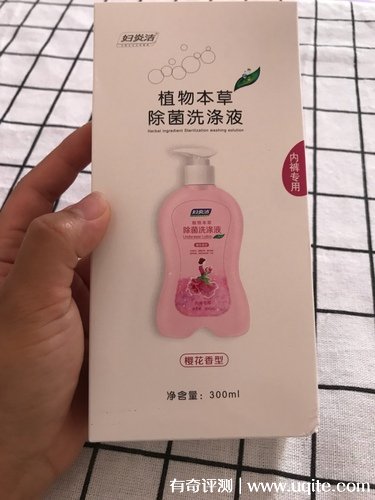 妇炎洁
植物本草
除菌洗涤液
Herbal ingredient Sterilization washing solution
内裤专用
妇炎洁
植物本草
除菌洗涤液
樱花香型
净含量：300ml
有奇评测 | www.uqite.com